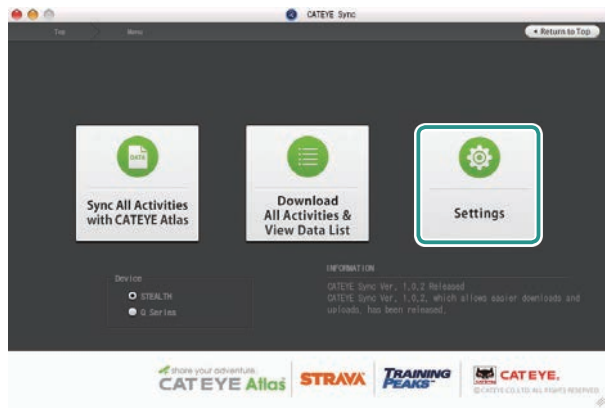 CATEYE Sync
Top Menu
Return to Top
DATA
Sync All Activities
with CATEYE Atlas
Download
All Activities &
View Data List
Settings
Device
STEALTH
Q Series
INFORMATION
CATEYE Sync Ver. 1.0.2 Released
CATEYE Sync Ver. 1.0.2, which allows easier downloads and
uploads, has been released.
share your adventure.
CATEYE Atlas
STRAVA
TRAINING
PEAKS
CATEYE.
©CATEYE CO.LTD ALL RIGHTS RESERVED